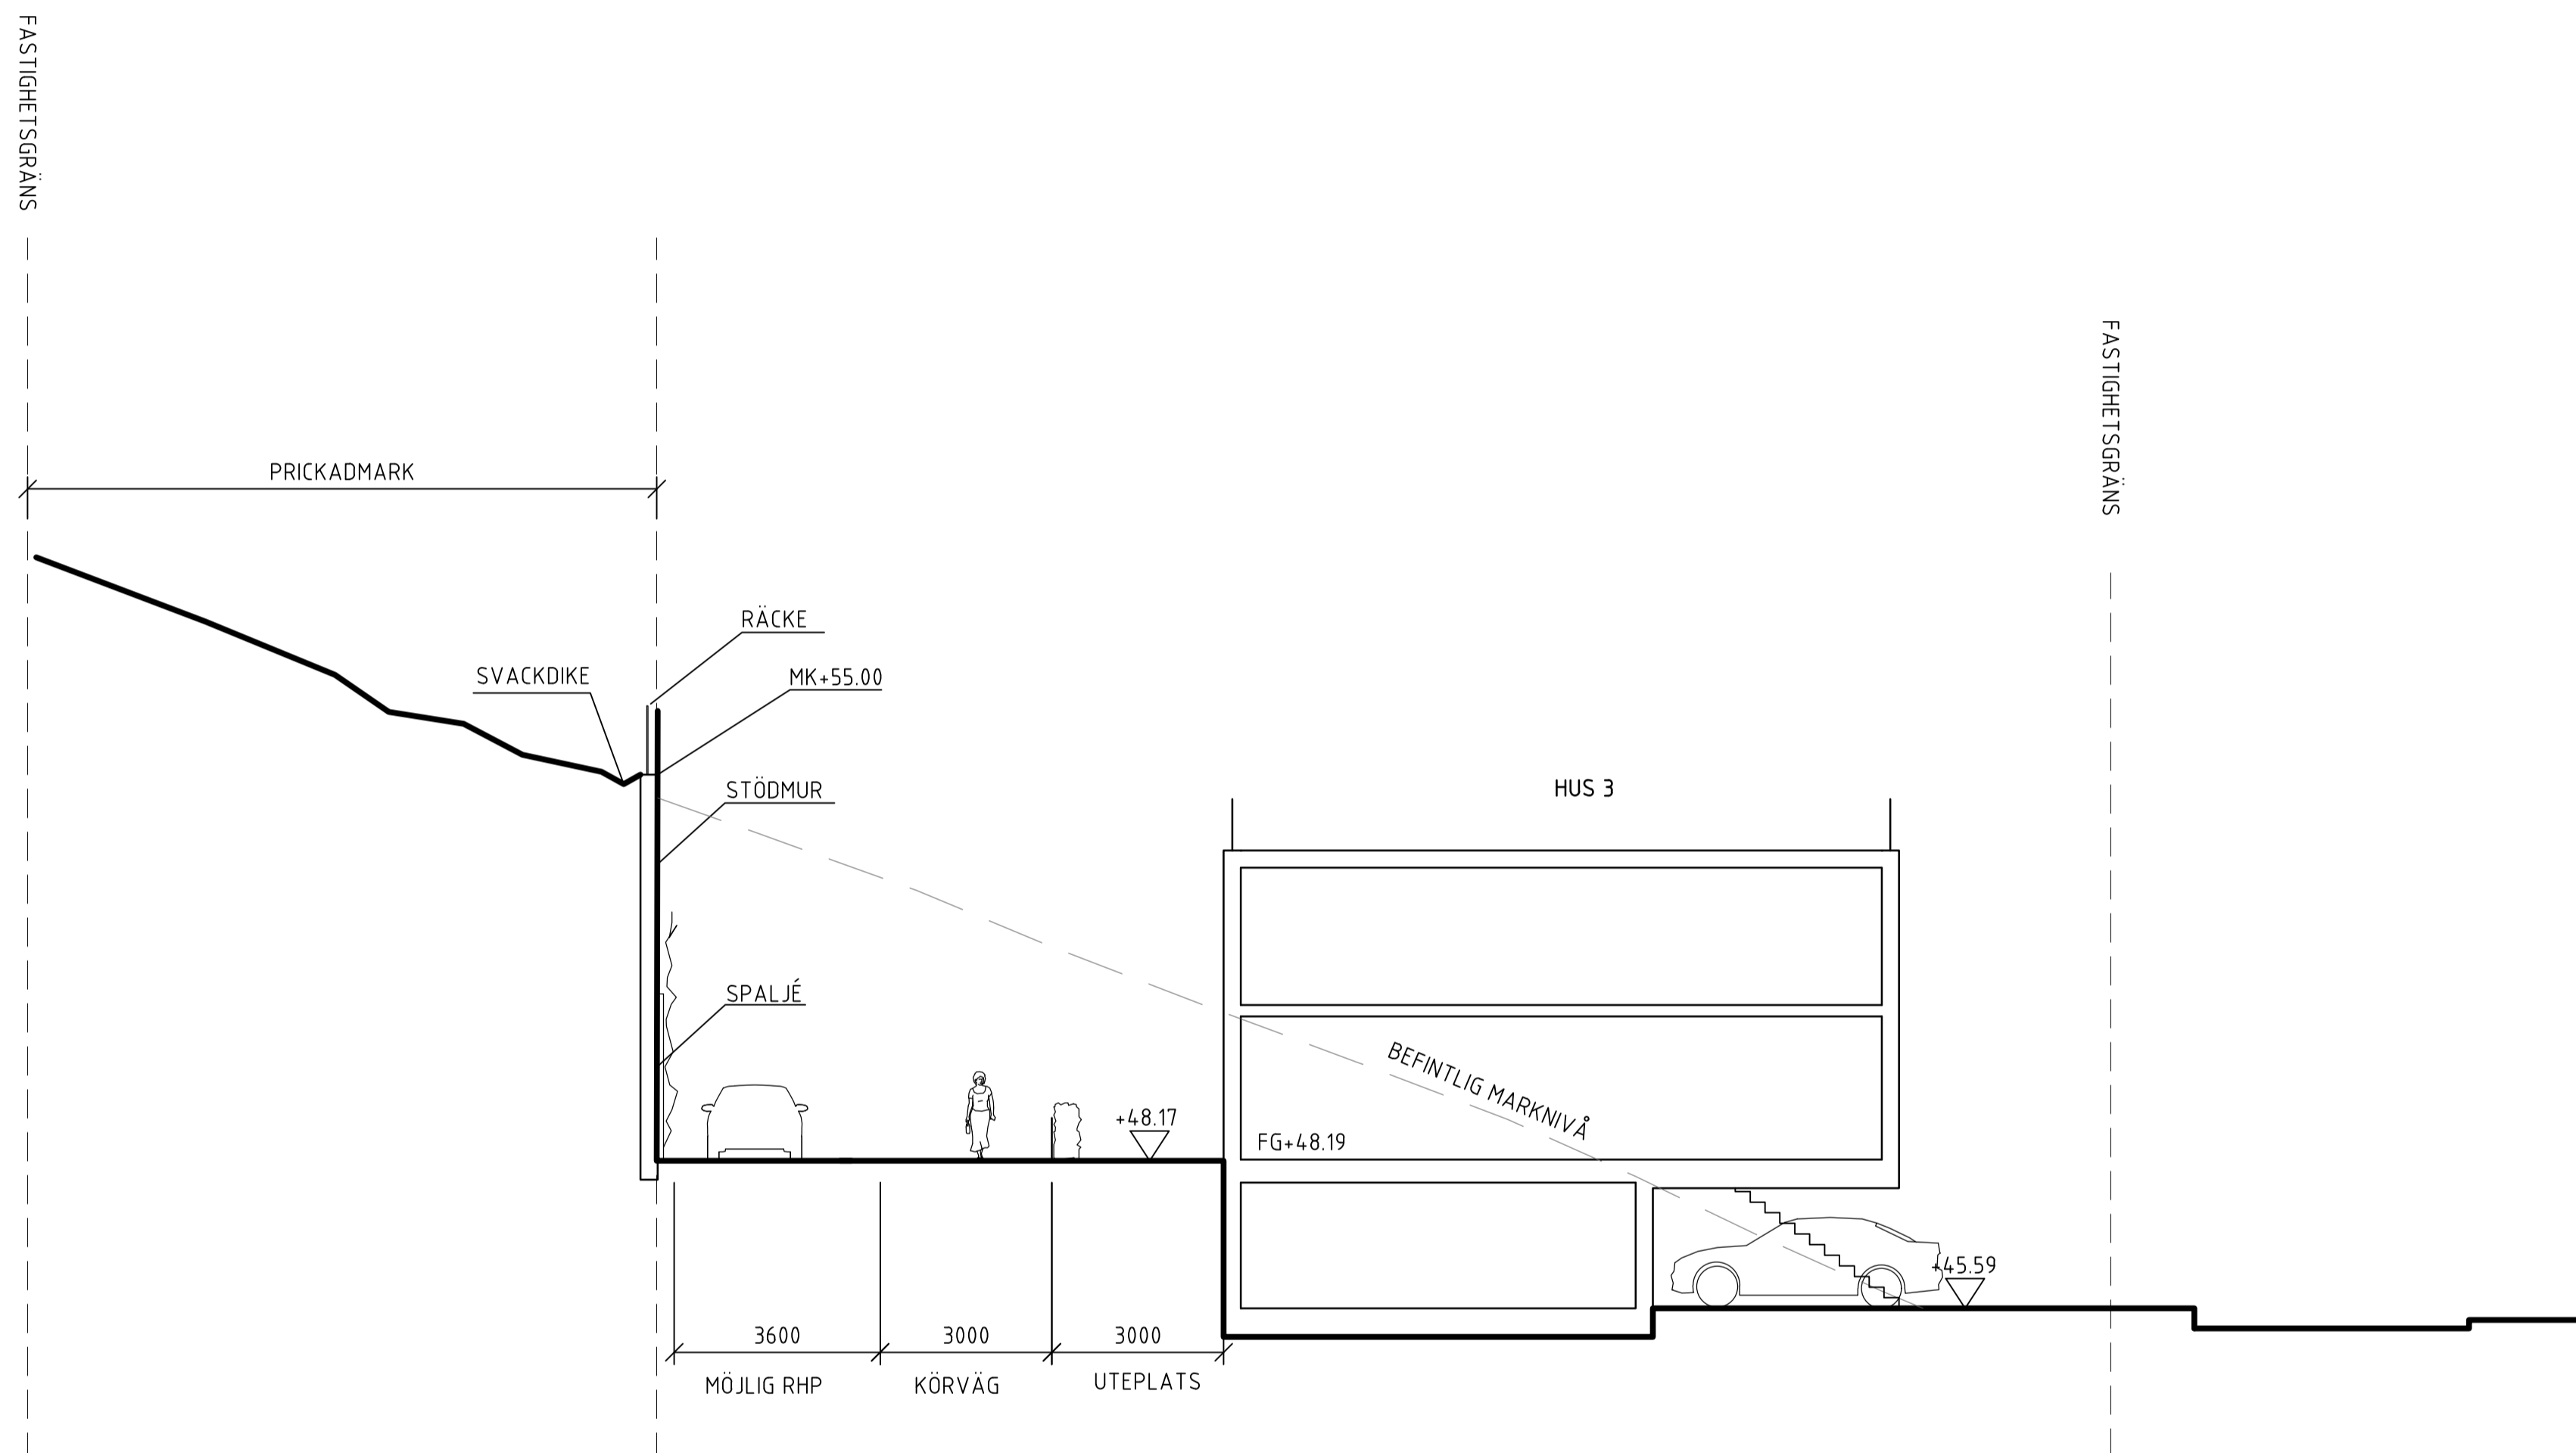 FASTIGHETSGRÄNS
FASTIGHETSGRÄNS
PRICKADMARK
RÄCKE
SVACKDIKE
MK+55.00
STÖDMUR
HUS 3
SPALJÉ
BEFINTLIG MARKNIVÅ
+48.17
FG+48.19
+45.59
3600
3000
3000
MÖJLIG RHP
KÖRVÄG
UTEPLATS